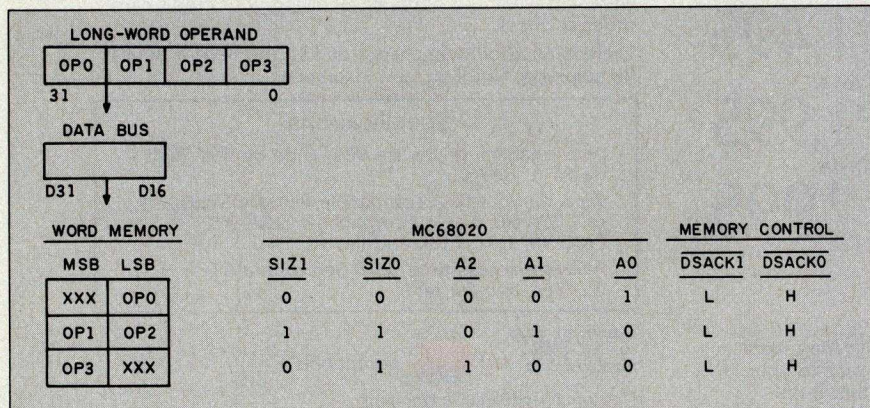 LONG-WORD OPERAND
OP0 OP1 OP2 OP3
31 0
DATA BUS
D31 D16
WORD MEMORY MC68020 MEMORY CONTROL
MSB LSB SIZ1 SIZ0 A2 A1 A0 DSACK1 DSACK0
XXX OP0 0 0 0 0 1 L H
OP1 OP2 1 1 0 1 0 L H
OP3 XXX 0 1 1 0 0 L H